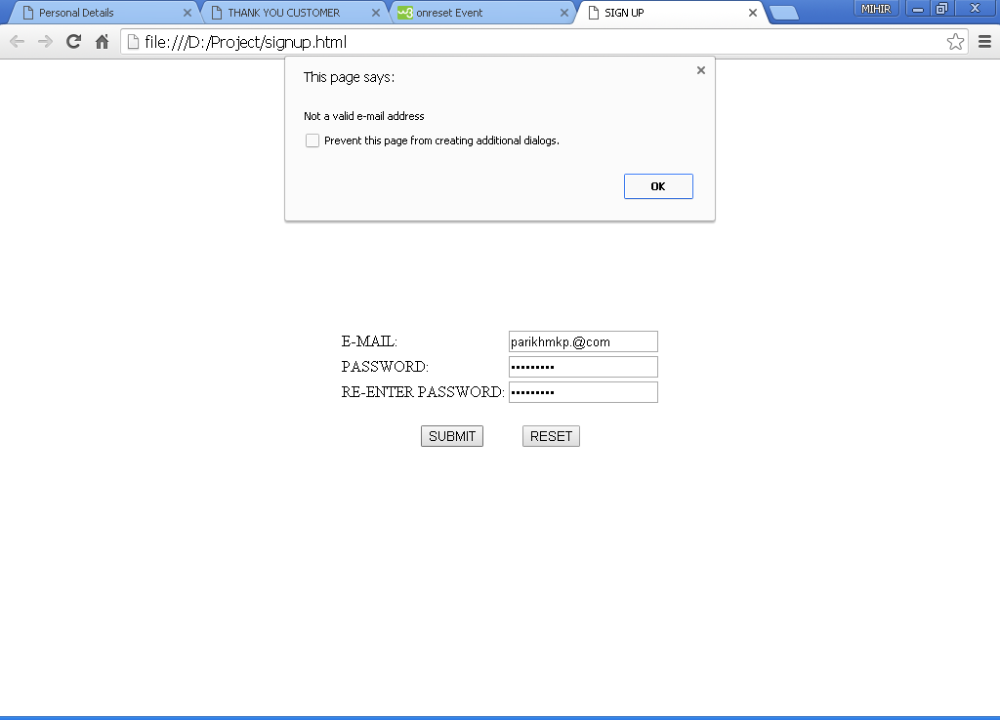 Personal Details
THANK YOU CUSTOMER
onreset Event
SIGN UP
MIHIR
file:///D:/Project/signup.html
This page says:
Not a valid e-mail address
Prevent this page from creating additional dialogs.
OK
E-MAIL: parikhmkp.@com
PASSWORD: •••••••••
RE-ENTER PASSWORD: •••••••••
SUBMIT RESET